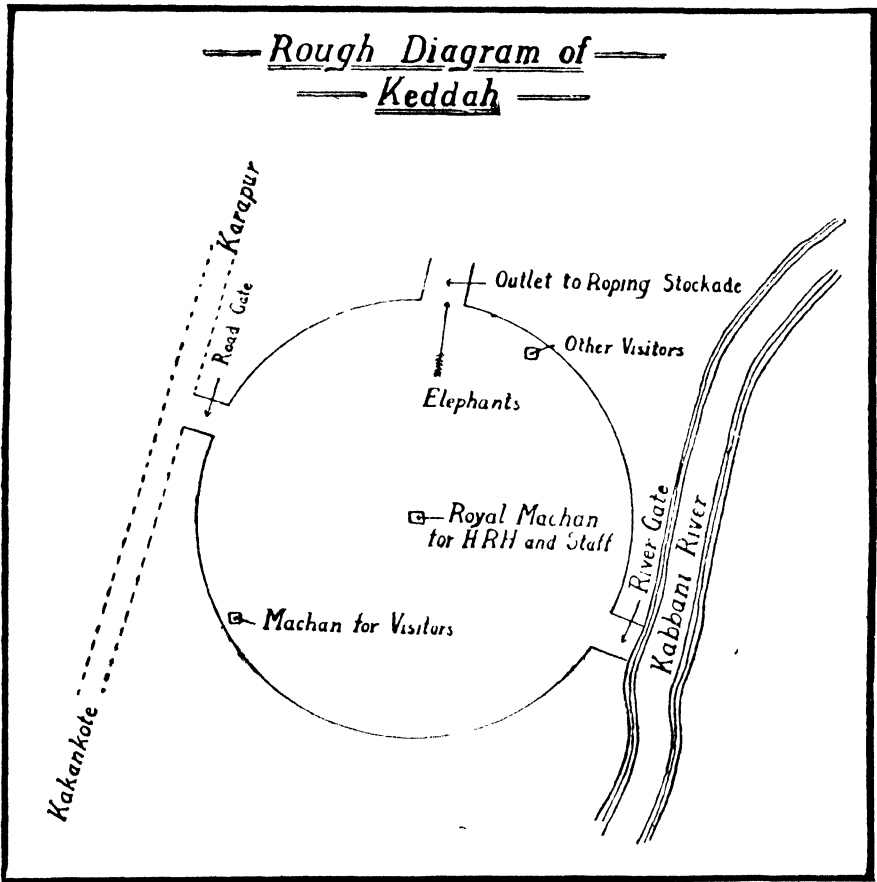 Rough Diagram of
Keddah
Karapur
Road Gate
Outlet to Roping Stockade
Other Visitors
Elephants
Royal Machan
for HRH and Staff
River Gate
Kabbani River
Machan for Visitors
Kakankote